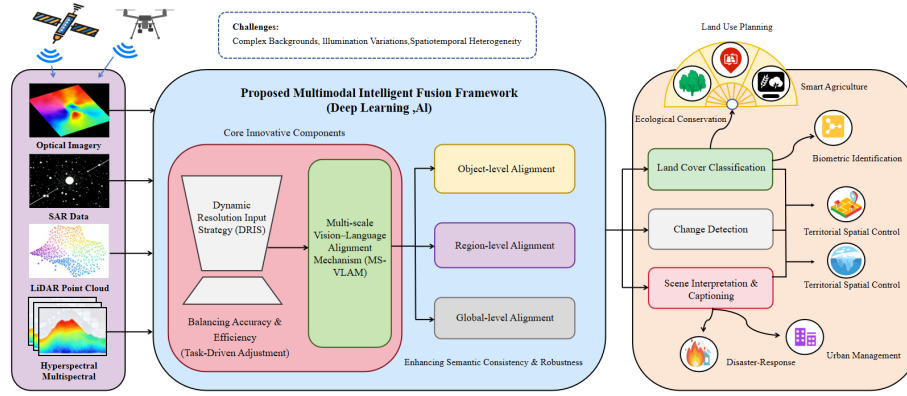 Challenges:
Complex Backgrounds, Illumination Variations,Spatiotemporal Heterogeneity
Optical Imagery
SAR Data
LiDAR Point Cloud
Hyperspectral
Multispectral
Proposed Multimodal Intelligent Fusion Framework
(Deep Learning ,AI)
Core Innovative Components
Dynamic
Resolution Input
Strategy (DRIS)
Balancing Accuracy &
Efficiency
(Task-Driven Adjustment)
Multi-scale
Vision–Language
Alignment
Mechanism (MS-
VLAM)
Object-level Alignment
Region-level Alignment
Global-level Alignment
Enhancing Semantic Consistency & Robustness
Land Use Planning
Smart Agriculture
Ecological Conservation
Land Cover Classification
Biometric Identification
Change Detection
Territorial Spatial Control
Scene Interpretation &
Captioning
Territorial Spatial Control
Disaster-Response
Urban Management